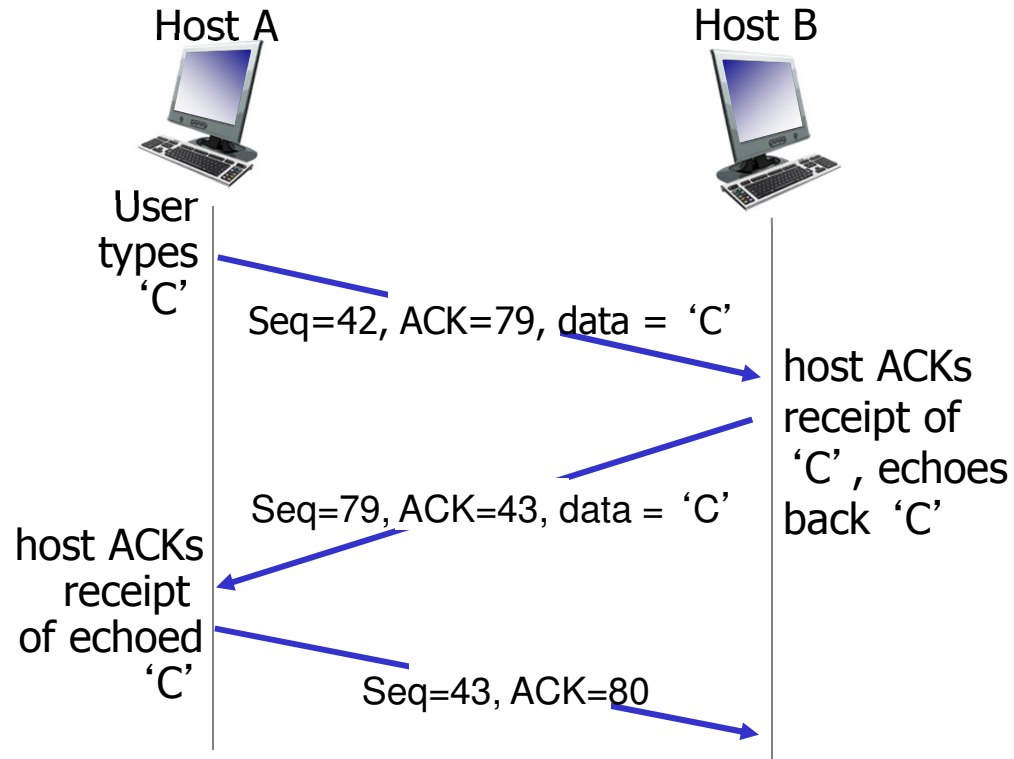 Host A
Host B
User
types
‘C’
Seq=42, ACK=79, data = ‘C’
host ACKs
receipt of
‘C’, echoes
back ‘C’
Seq=79, ACK=43, data = ‘C’
host ACKs
receipt
of echoed
‘C’
Seq=43, ACK=80